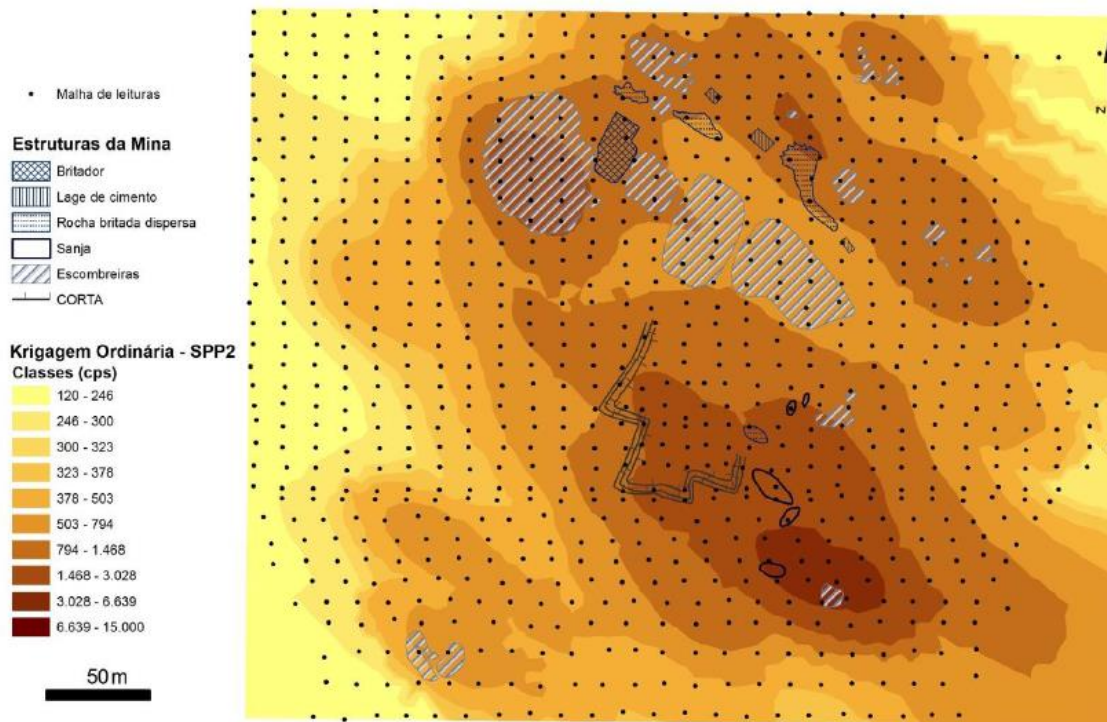 Malha de leituras
Estruturas da Mina
Britador
Lage de cimento
Rocha britada dispersa
Sanja
Escombreiras
CORTA
Krigagem Ordinária - SPP2
Classes (cps)
120 - 246
246 - 300
300 - 323
323 - 378
378 - 503
503 - 794
794 - 1.468
1.468 - 3.028
3.028 - 6.639
6.639 - 15.000
50 m
z